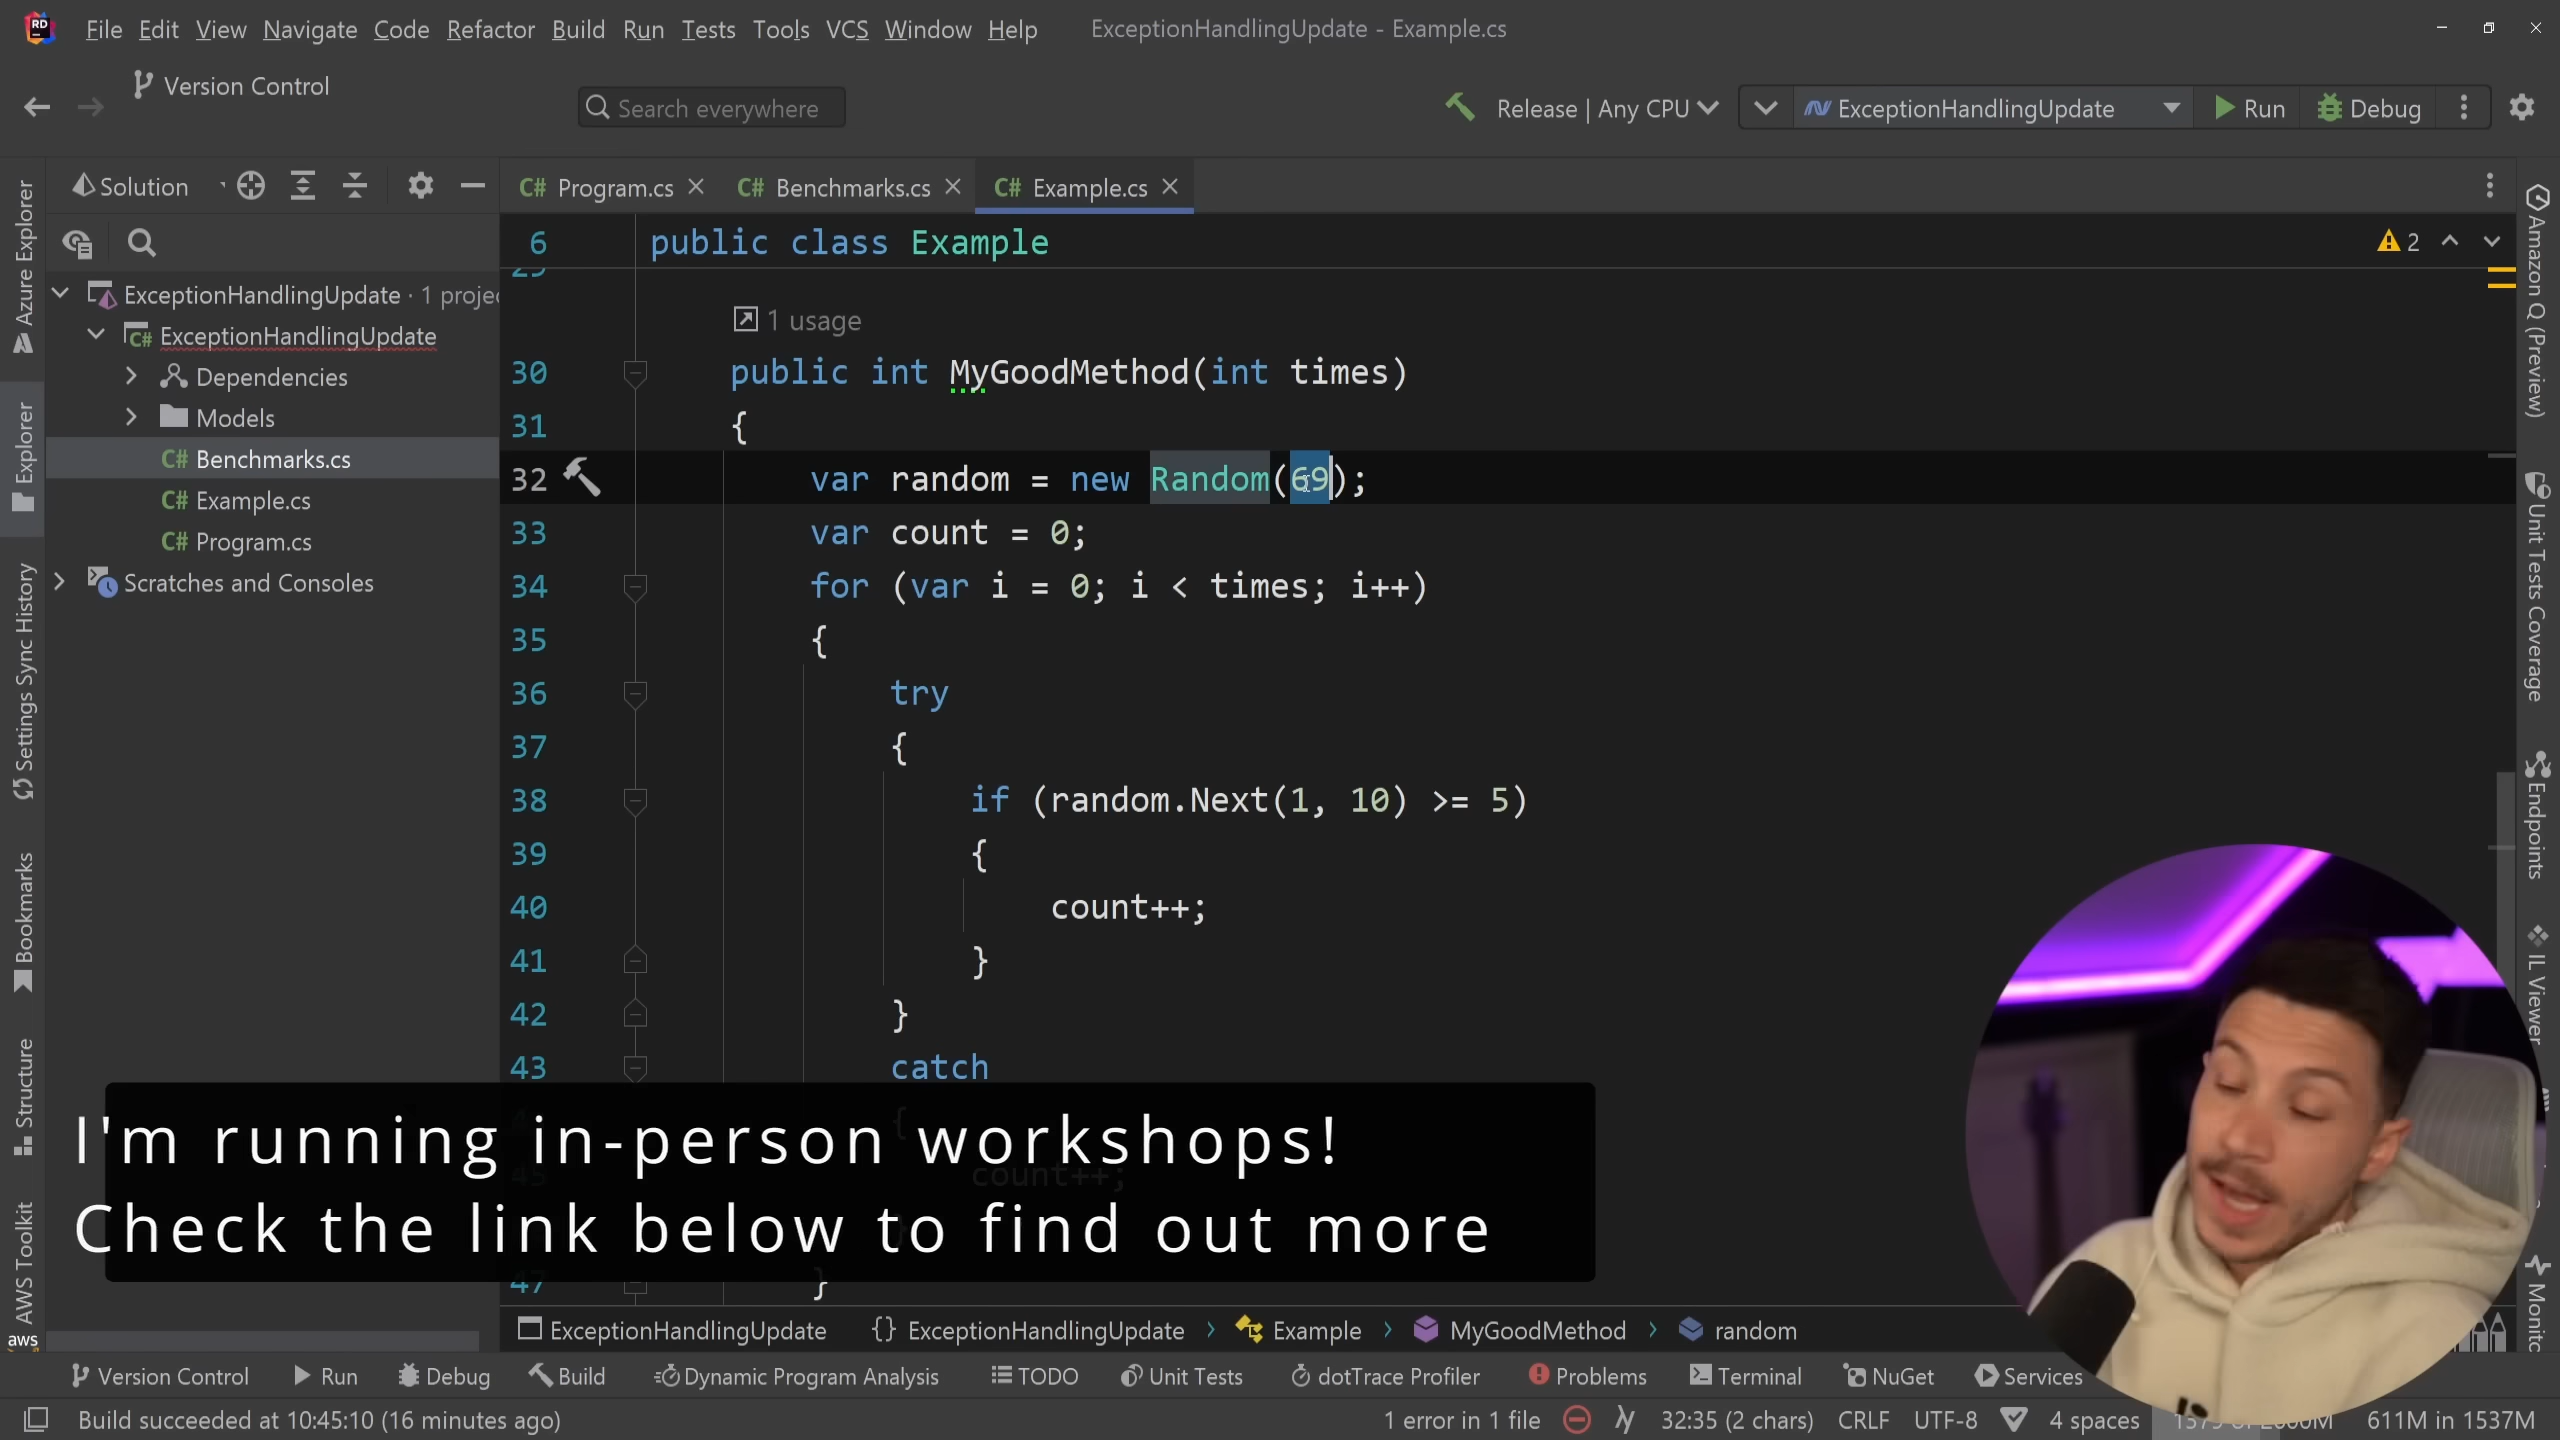 File Edit View Navigate Code Refactor Build Run Tests Tools VCS Window Help ExceptionHandlingUpdate - Example.cs
Version Control
Search everywhere
Release | Any CPU
ExceptionHandlingUpdate
Run
Debug
Solution
Program.cs
Benchmarks.cs
Example.cs
6 public class Example
2
29
ExceptionHandlingUpdate · 1 projec
ExceptionHandlingUpdate
Dependencies
Models
C# Benchmarks.cs
C# Example.cs
C# Program.cs
Scratches and Consoles
1 usage
30 public int MyGoodMethod(int times)
31 {
32 var random = new Random(69);
33 var count = 0;
34 for (var i = 0; i < times; i++)
35 {
36 try
37 {
38 if (random.Next(1, 10) >= 5)
39 {
40 count++;
41 }
42 }
43 catch
{
45 count++;
}
47 }
I'm running in-person workshops!
Check the link below to find out more
Azure Explorer
Explorer
Settings Sync History
Bookmarks
Structure
AWS Toolkit
aws
Amazon Q (Preview)
Unit Tests Coverage
Endpoints
IL Viewer
Monito
ExceptionHandlingUpdate {} ExceptionHandlingUpdate > Example > MyGoodMethod > random
Version Control Run Debug Build Dynamic Program Analysis TODO Unit Tests dotTrace Profiler Problems Terminal NuGet Services
Build succeeded at 10:45:10 (16 minutes ago)
1 error in 1 file 32:35 (2 chars) CRLF UTF-8 4 spaces 611M in 1537M